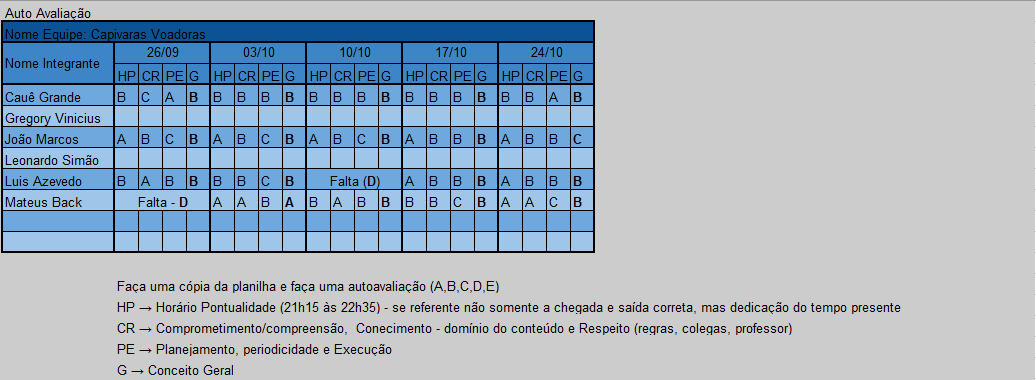 Auto Avaliação
Nome Equipe: Capivaras Voadoras
Nome Integrante 26/09 03/10 10/10 17/10 24/10
HP CR PE G HP CR PE G HP CR PE G HP CR PE G HP CR PE G
Cauê Grande B C A B B B B B B B B B B B B B B B A B
Gregory Vinicius
João Marcos A B C B A B C B A B C B A B B B A B B C
Leonardo Simão
Luis Azevedo B A B B B B C B Falta (D) A B B B A B B B
Mateus Back Falta - D A A B A B A B B B B C B A A C B
Faça uma cópia da planilha e faça uma autoavaliação (A,B,C,D,E)
HP → Horário Pontualidade (21h15 às 22h35) - se referente não somente a chegada e saída correta, mas dedicação do tempo presente
CR → Comprometimento/compreensão, Conecimento - domínio do conteúdo e Respeito (regras, colegas, professor)
PE → Planejamento, periodicidade e Execução
G → Conceito Geral